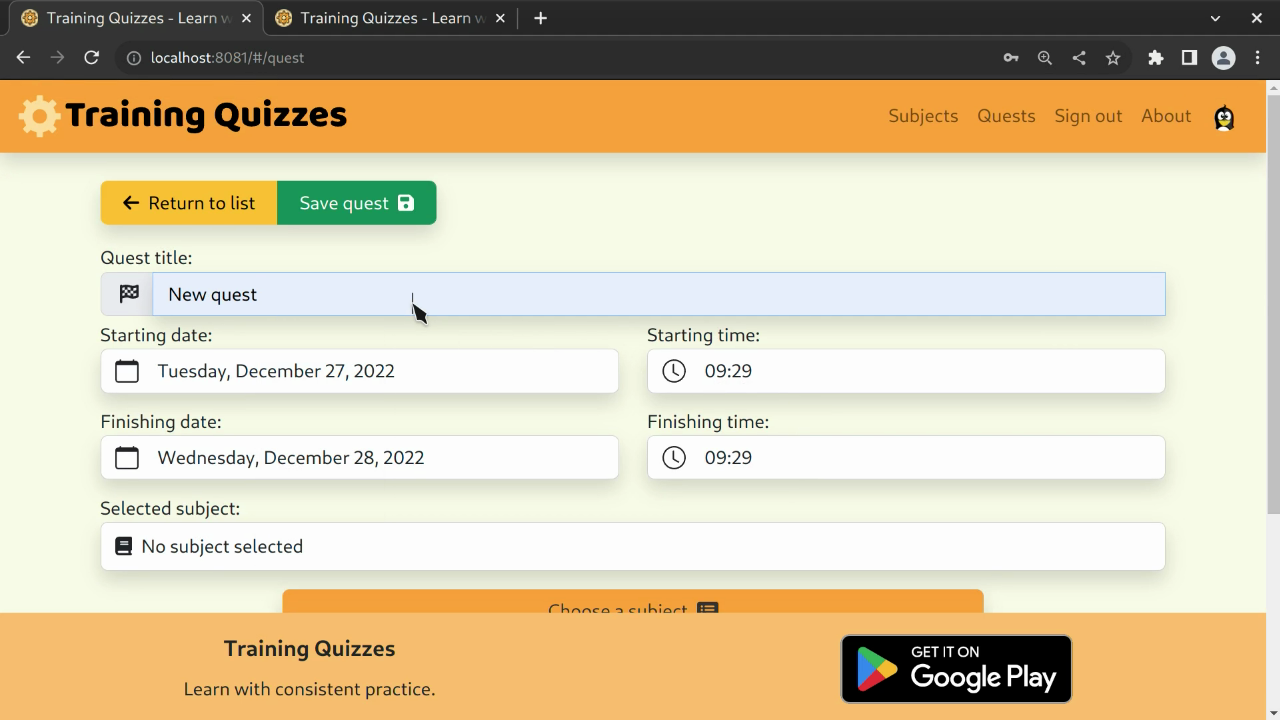 Training Quizzes - Learn w
Training Quizzes - Learn w
localhost:8081/#/quest
Training Quizzes
Subjects Quests Sign out About
Return to list Save quest
Quest title:
New quest
Starting date: Starting time:
Tuesday, December 27, 2022 09:29
Finishing date: Finishing time:
Wednesday, December 28, 2022 09:29
Selected subject:
No subject selected
Choose a subject
Training Quizzes
Learn with consistent practice.
GET IT ON
Google Play